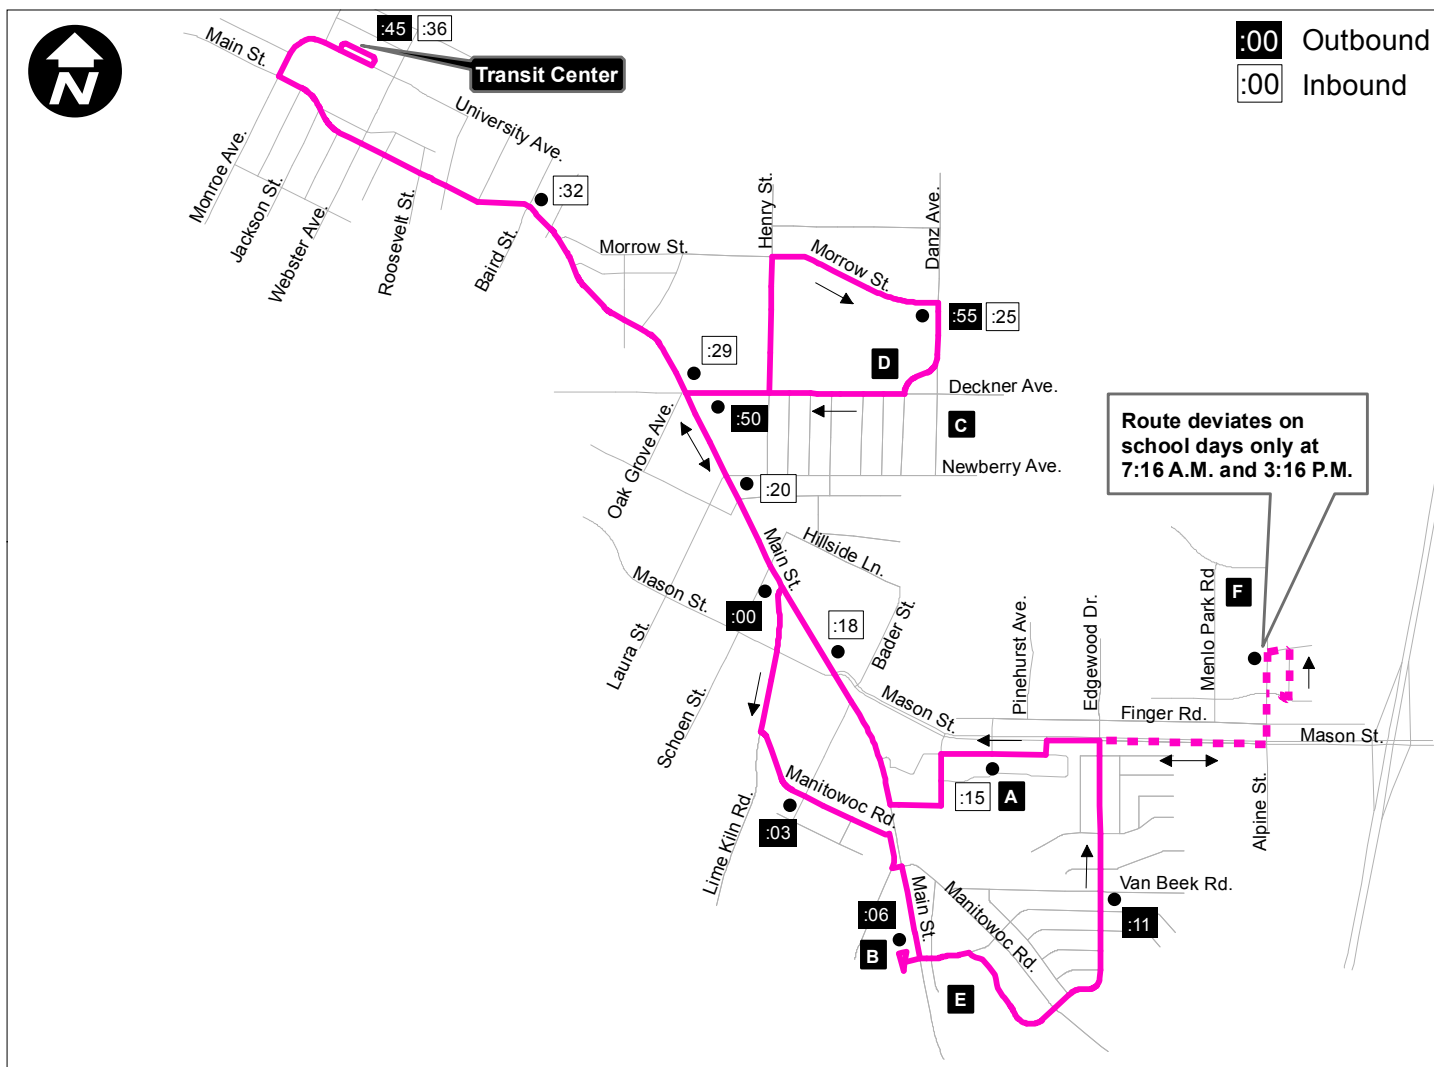 :45
:36
:00 Outbound
:00 Inbound
Main St.
Transit Center
N
University Ave.
Monroe Ave.
Jackson St.
Webster Ave.
Roosevelt St.
Baird St.
:32
Henry St.
Danz Ave.
Morrow St.
Morrow St.
:55
:25
:29
D
Deckner Ave.
:50
C
Oak Grove Ave.
Newberry Ave.
:20
Route deviates on
school days only at
7:16 A.M. and 3:16 P.M.
Main St.
Hillside Ln.
Mason St.
:00
:18
Laura St.
Bader St.
Pinehurst Ave.
Edgewood Dr.
Menlo Park Rd
F
Schoen St.
Mason St.
Finger Rd.
Mason St.
Manitowoc Rd.
:15
A
Lime Kiln Rd.
:03
Alpine St.
Van Beek Rd.
:06
Main St.
Manitowoc Rd.
:11
B
E